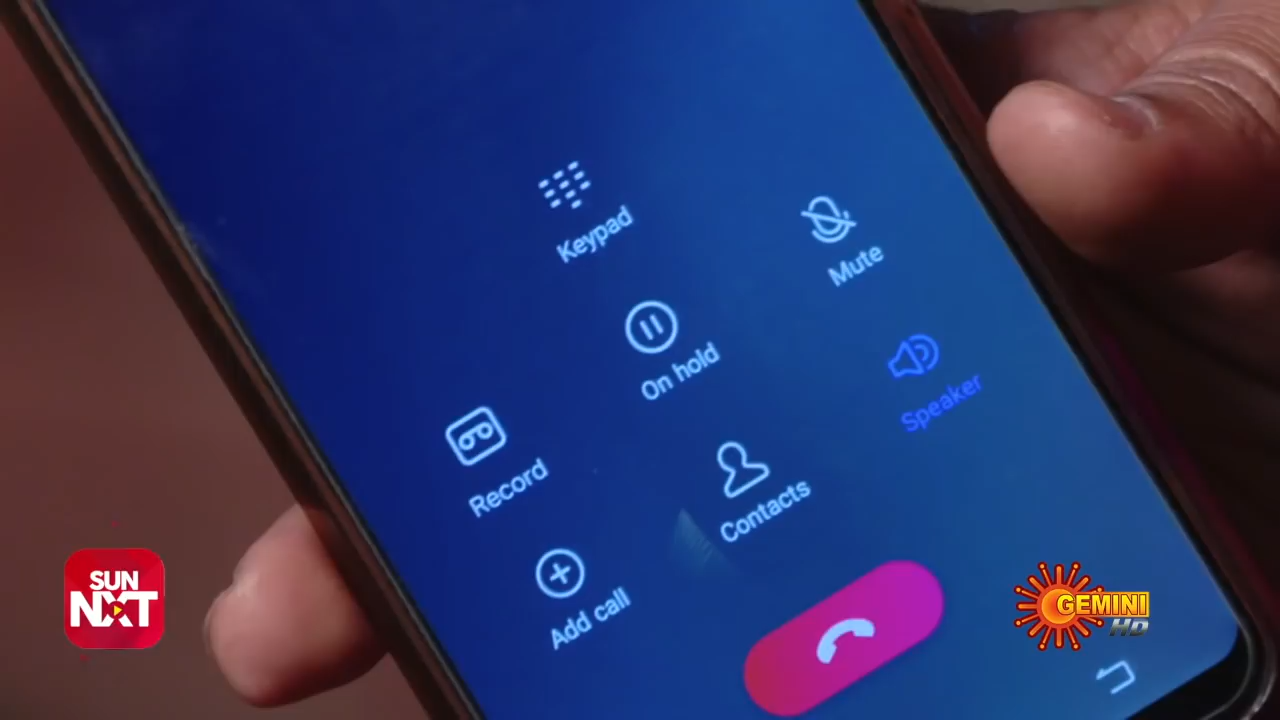 Keypad
Mute
On hold
Speaker
Record
Contacts
Add call
SUN
NXT
GEMINI
HD